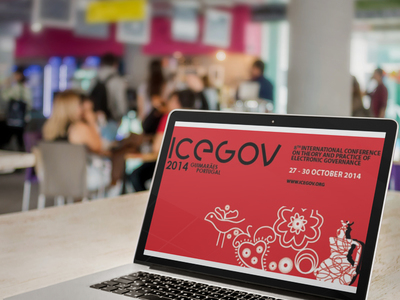 ICEGOV
2014 GUIMARÃES
PORTUGAL
8TH INTERNATIONAL CONFERENCE
ON THEORY AND PRACTICE OF
ELECTRONIC GOVERNANCE
27 - 30 OCTOBER 2014
WWW.ICEGOV.ORG